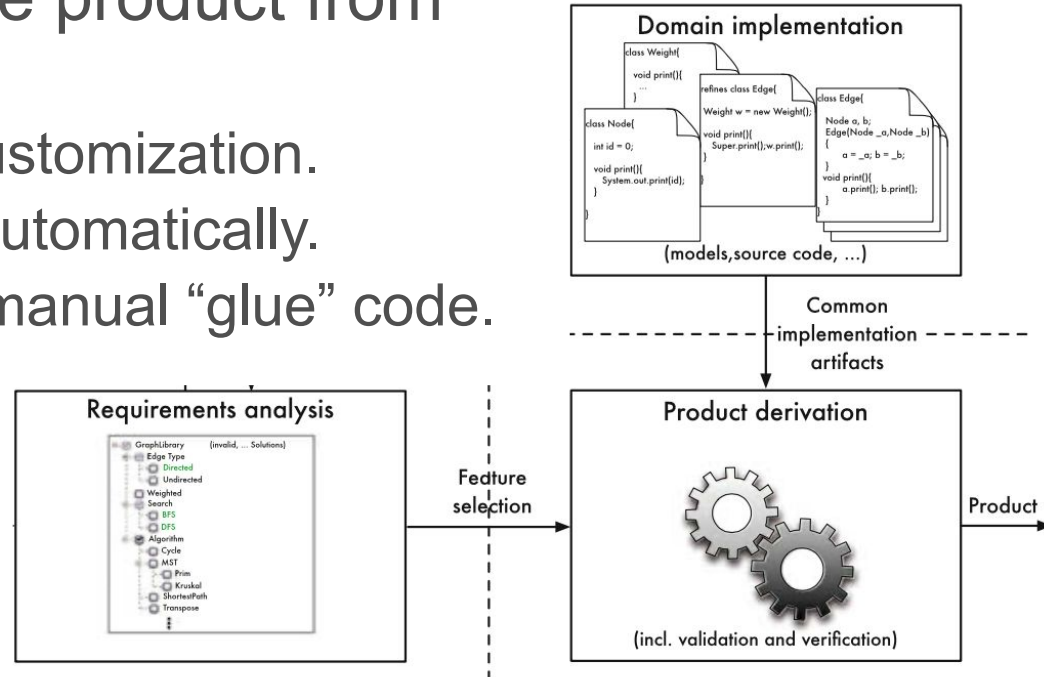 e product from
ustomization.
utomatically.
manual “glue” code.
Domain implementation
class Weight{
void print(){
...
}
refines class Edge{
Weight w = new Weight();
void print(){
Super.print();w.print();
}
}
class Edge{
Node a, b;
Edge(Node _a,Node _b)
{
a = _a; b = _b;
}
void print(){
a.print(); b.print();
}
}
class Node{
int id = 0;
void print(){
System.out.print(id);
}
}
(models,source code, ...)
Common
implementation
artifacts
Requirements analysis
GraphLibrary (invalid, ... Solutions)
Edge Type
Directed
Undirected
Weighted
Search
BFS
DFS
Algorithm
Cycle
MST
Prim
Kruskal
ShortestPath
Transpose
Feature
selection
Product derivation
(incl. validation and verification)
Product